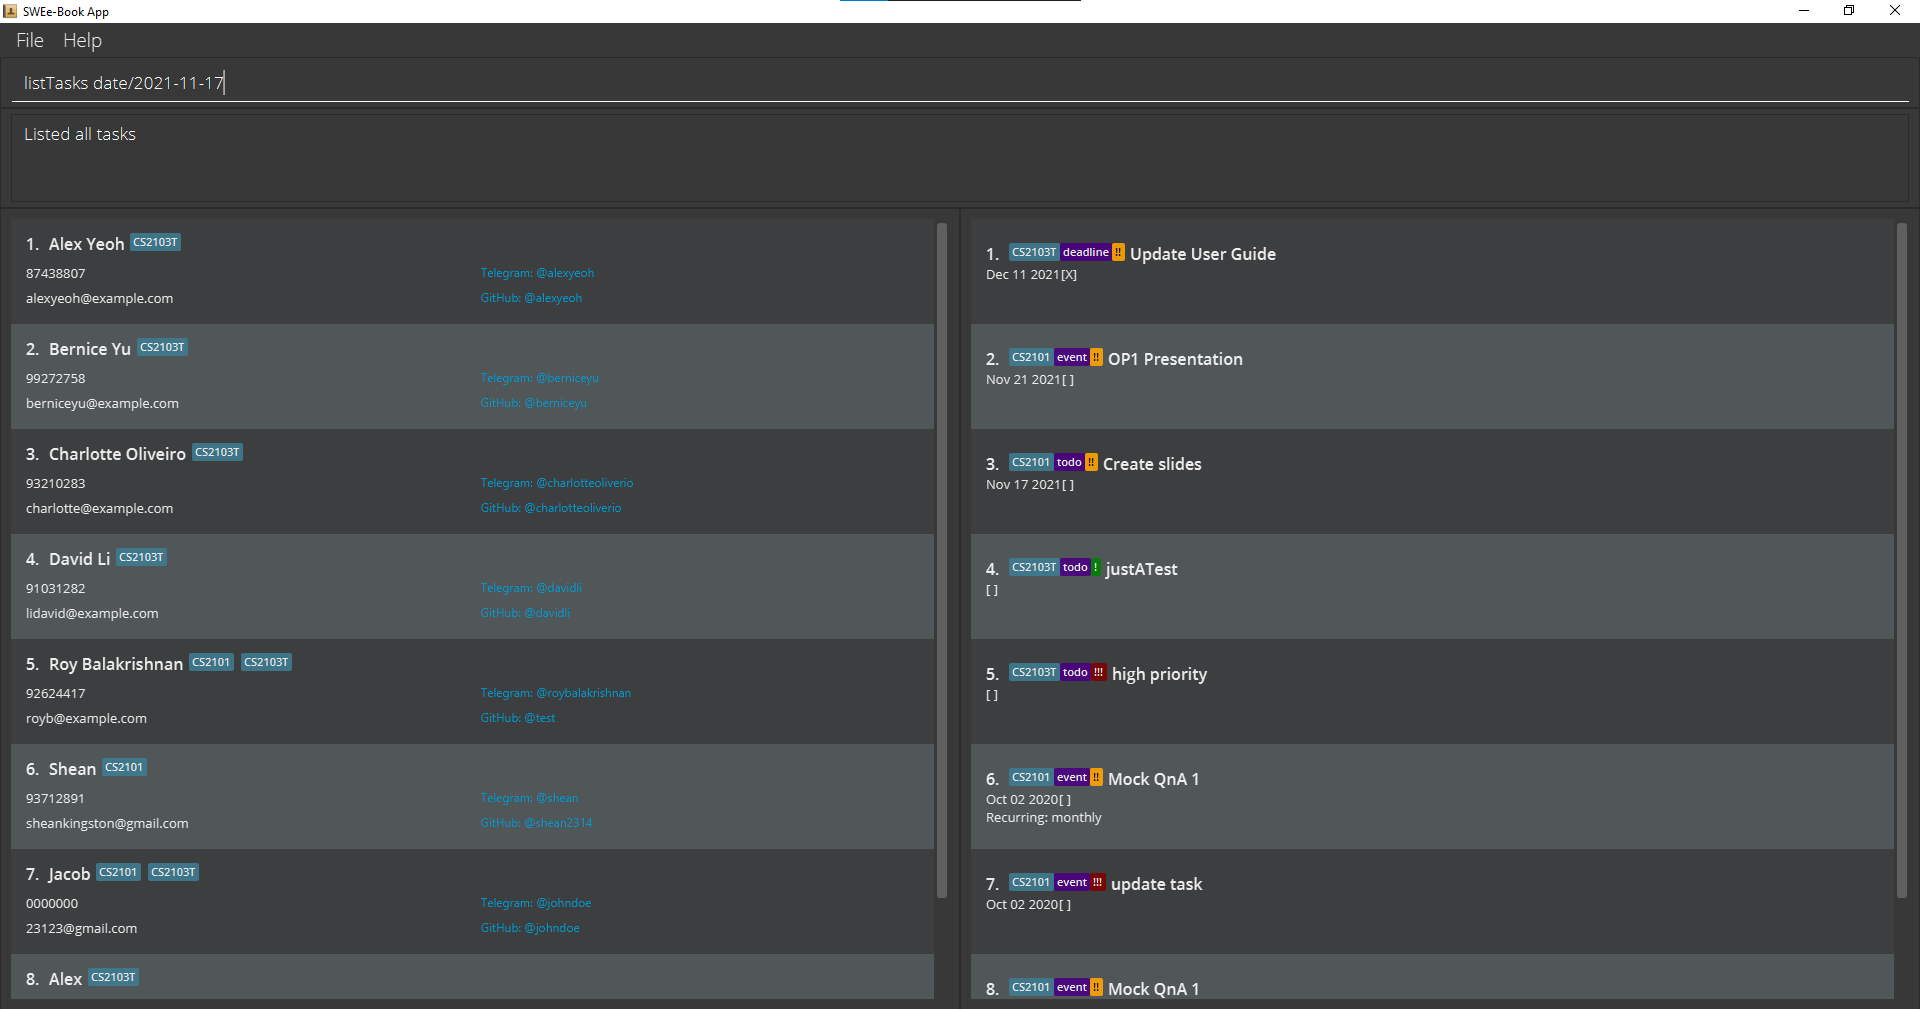 SWEe-Book App
File Help
listTasks date/2021-11-17
Listed all tasks
1. Alex Yeoh CS2103T
87438807 Telegram: @alexyeoh
alexyeoh@example.com GitHub: @alexyeoh
2. Bernice Yu CS2103T
99272758 Telegram: @berniceyu
berniceyu@example.com GitHub: @berniceyu
3. Charlotte Oliveiro CS2103T
93210283 Telegram: @charlotteoliverio
charlotte@example.com GitHub: @charlotteoliverio
4. David Li CS2103T
91031282 Telegram: @davidli
lidavid@example.com GitHub: @davidli
5. Roy Balakrishnan CS2101 CS2103T
92624417 Telegram: @roybalakrishnan
royb@example.com GitHub: @test
6. Shean CS2101
93712891 Telegram: @shean
sheankingston@gmail.com GitHub: @shean2314
7. Jacob CS2101 CS2103T
0000000 Telegram: @johndoe
23123@gmail.com GitHub: @johndoe
8. Alex CS2103T
1. CS2103T deadline !! Update User Guide
Dec 11 2021[X]
2. CS2101 event !! OP1 Presentation
Nov 21 2021[ ]
3. CS2101 todo !! Create slides
Nov 17 2021[ ]
4. CS2103T todo ! justATest
[ ]
5. CS2103T todo !!! high priority
[ ]
6. CS2101 event !! Mock QnA 1
Oct 02 2020[ ]
Recurring: monthly
7. CS2101 event !!! update task
Oct 02 2020[ ]
8. CS2101 event !! Mock QnA 1